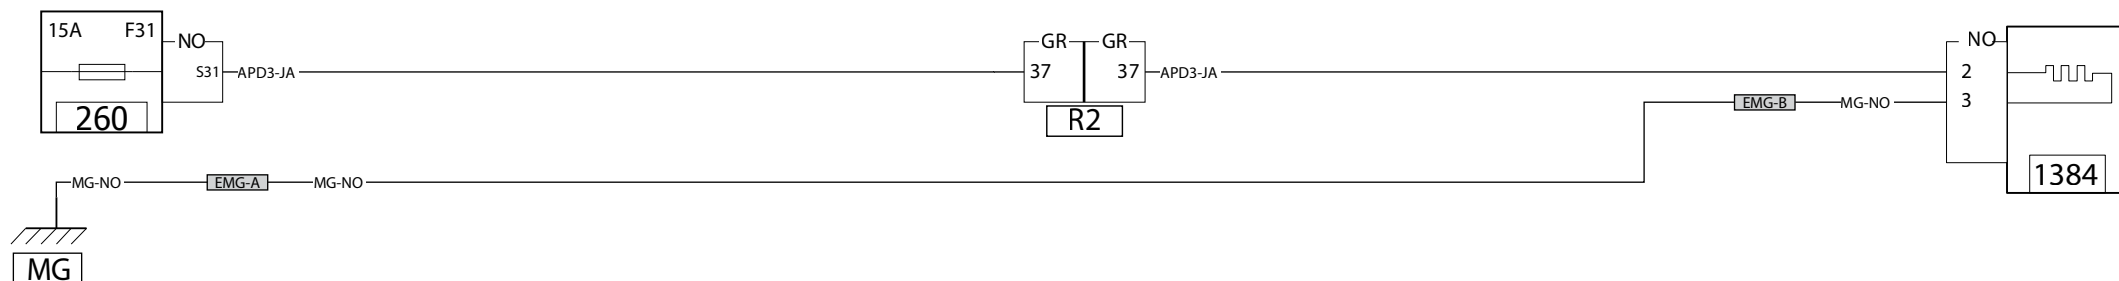 15A F31
NO
S31 APD3-JA
260
GR GR
37 37 APD3-JA
R2
NO
2
EMG-B MG-NO 3
1384
MG-NO EMG-A MG-NO
MG